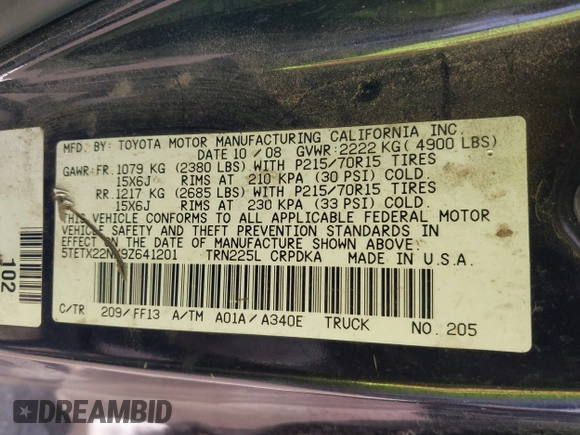 MFD. BY: TOYOTA MOTOR MANUFACTURING CALIFORNIA INC.
DATE 10 / 08 GVWR: 2222 KG ( 4900 LBS)
GAWR: FR. 1079 KG (2380 LBS) WITH P215/70R15 TIRES
15X6J RIMS AT 210 KPA (30 PSI) COLD.
RR. 1217 KG (2685 LBS) WITH P215/70R15 TIRES
15X6J RIMS AT 230 KPA (33 PSI) COLD.
THIS VEHICLE CONFORMS TO ALL APPLICABLE FEDERAL MOTOR
VEHICLE SAFETY AND THEFT PREVENTION STANDARDS IN
EFFECT ON THE DATE OF MANUFACTURE SHOWN ABOVE.
TRN225L CRPDKA MADE IN U.S.A.
C/TR 209/FF13 A/TM A01A/A340E TRUCK NO. 205
102
DREAMBID